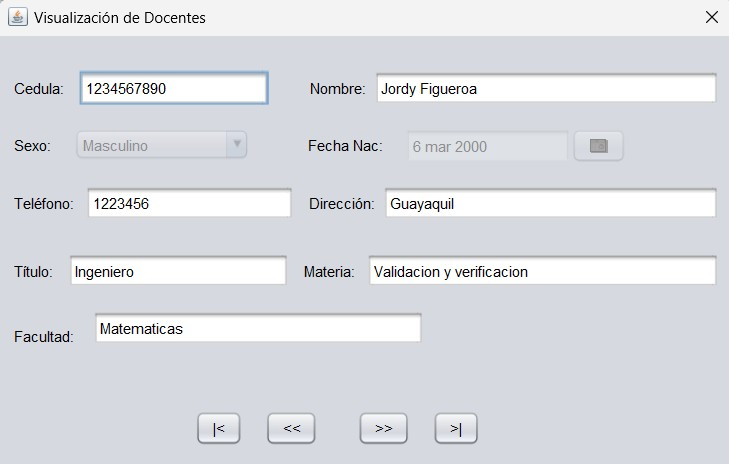 Visualización de Docentes
Cedula: 1234567890 Nombre: Jordy Figueroa
Sexo: Masculino Fecha Nac: 6 mar 2000
Teléfono: 1223456 Dirección: Guayaquil
Título: Ingeniero Materia: Validacion y verificacion
Facultad: Matematicas
|< << >> >|